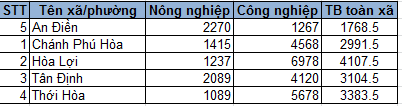 STT Tên xã/phường Nông nghiệp Công nghiệp TB toàn xã
5 An Điền 2270 1267 1768.5
1 Chánh Phú Hòa 1415 4568 2991.5
2 Hòa Lợi 1237 6978 4107.5
3 Tân Định 2089 4120 3104.5
4 Thới Hòa 1089 5678 3383.5